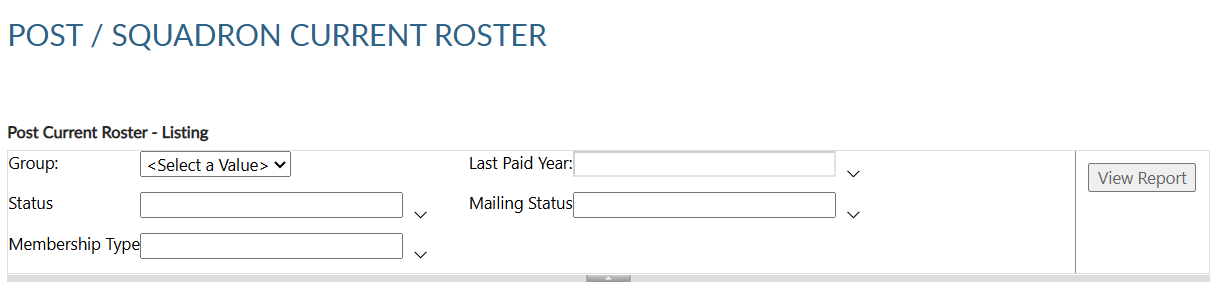 POST / SQUADRON CURRENT ROSTER
Post Current Roster - Listing
Group: <Select a Value> Last Paid Year: View Report
Status Mailing Status
Membership Type